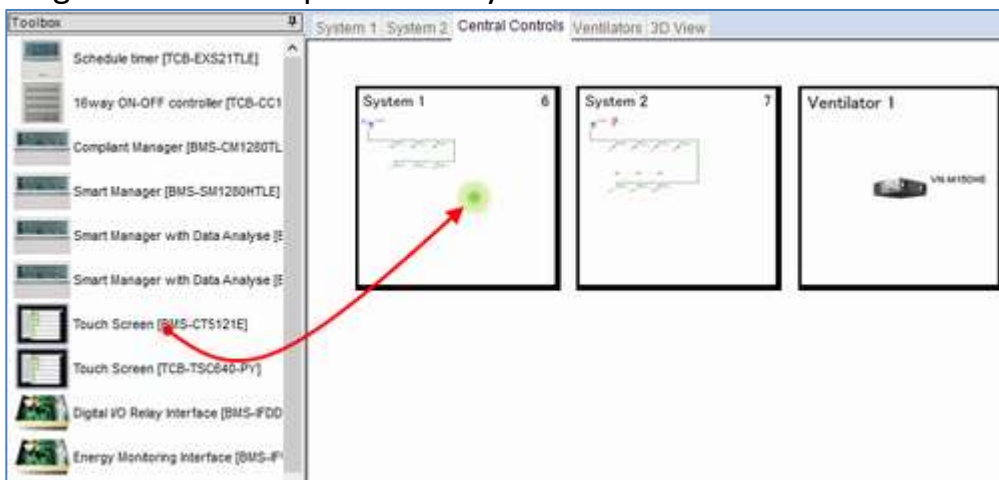 Toolbox
System 1 System 2 Central Controls Ventilators 3D View
Schedule timer [TCB-EXS21TLE]
16way ON-OFF controller [TCB-CC1
Compliant Manager [BMS-CM1280TL
Smart Manager [BMS-SM1280HTLE]
Smart Manager with Data Analyse [E
Smart Manager with Data Analyse [E
Touch Screen [BMS-CT5121E]
Touch Screen [TCB-TSC640-PY]
Digital I/O Relay Interface [BMS-IFDD
Energy Monitoring Interface [BMS-IF
System 1 6
System 2 7
Ventilator 1
VN-M150HE